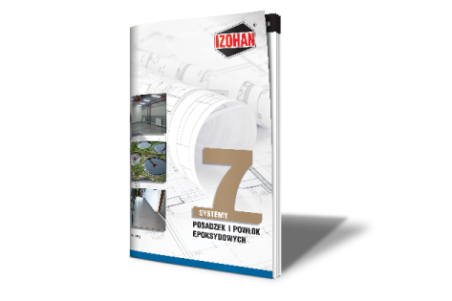 IZOHAN
7
SYSTEMY
POSADZEK I POWŁOK
EPOKSYDOWYCH